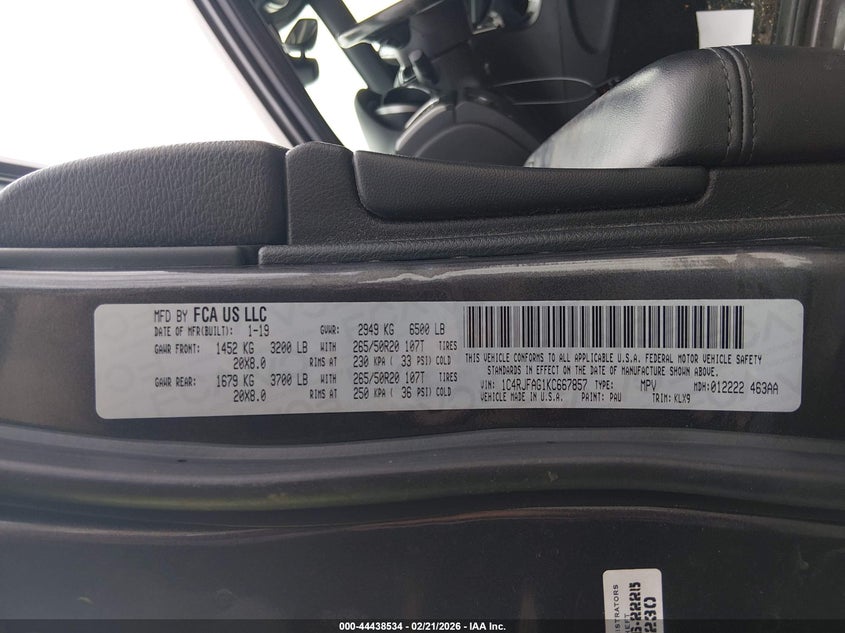 MFD BY FCA US LLC
DATE OF MFR(BUILT): 1-19 GVWR: 2949 KG 6500 LB
GAWR FRONT: 1452 KG 3200 LB WITH 265/50R20 107T TIRES
20X8.0 RIMS AT 230 KPA ( 33 PSI) COLD
GAWR REAR: 1679 KG 3700 LB WITH 265/50R20 107T TIRES
20X8.0 RIMS AT 250 KPA ( 36 PSI) COLD
THIS VEHICLE CONFORMS TO ALL APPLICABLE U.S.A. FEDERAL MOTOR VEHICLE SAFETY
STANDARDS IN EFFECT ON THE DATE OF MANUFACTURE SHOWN ABOVE.
VIN: 1C4RJFAG1KC667857 TYPE: MPV MDH: 012222 463AA
VEHICLE MADE IN U.S.A. PAINT: PAU TRIM: KLX9
000-44438534 / 02/21/2026 / IAA Inc.